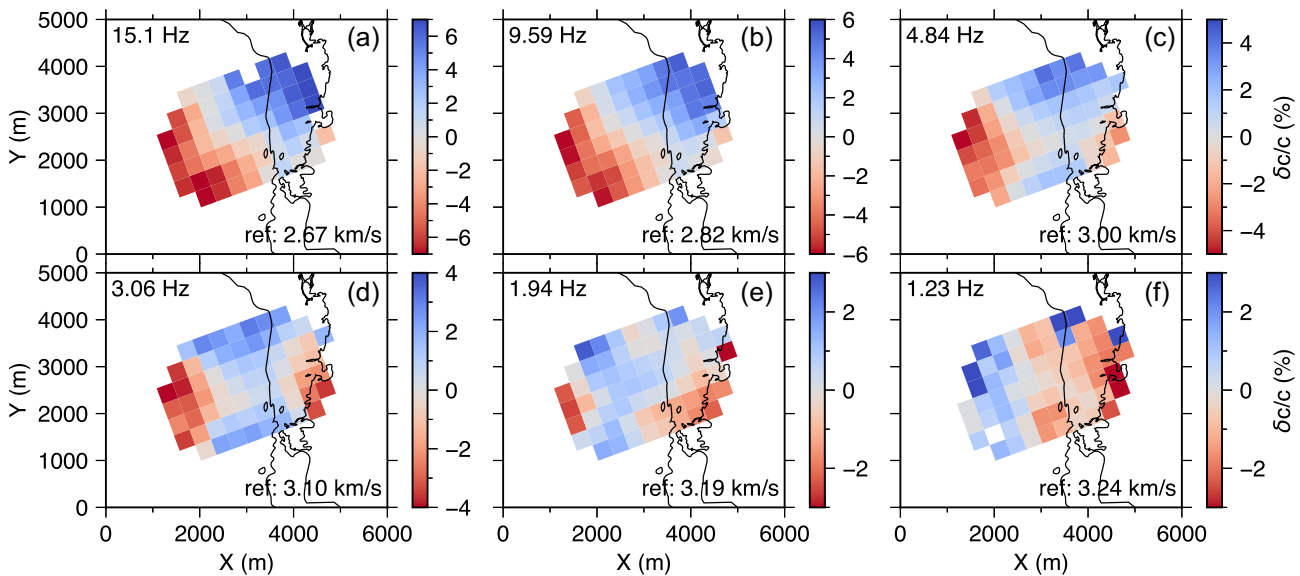 5000
4000
3000
2000
1000
0
Y (m)
15.1 Hz
(a)
ref: 2.67 km/s
6
4
2
0
−2
−4
−6
9.59 Hz
(b)
ref: 2.82 km/s
6
4
2
0
−2
−4
−6
4.84 Hz
(c)
ref: 3.00 km/s
4
2
0
−2
−4
δc/c (%)
5000
4000
3000
2000
1000
0
Y (m)
3.06 Hz
(d)
ref: 3.10 km/s
0 2000 4000 6000
X (m)
4
2
0
−2
−4
1.94 Hz
(e)
ref: 3.19 km/s
0 2000 4000 6000
X (m)
2
0
−2
1.23 Hz
(f)
ref: 3.24 km/s
0 2000 4000 6000
X (m)
2
0
−2
δc/c (%)